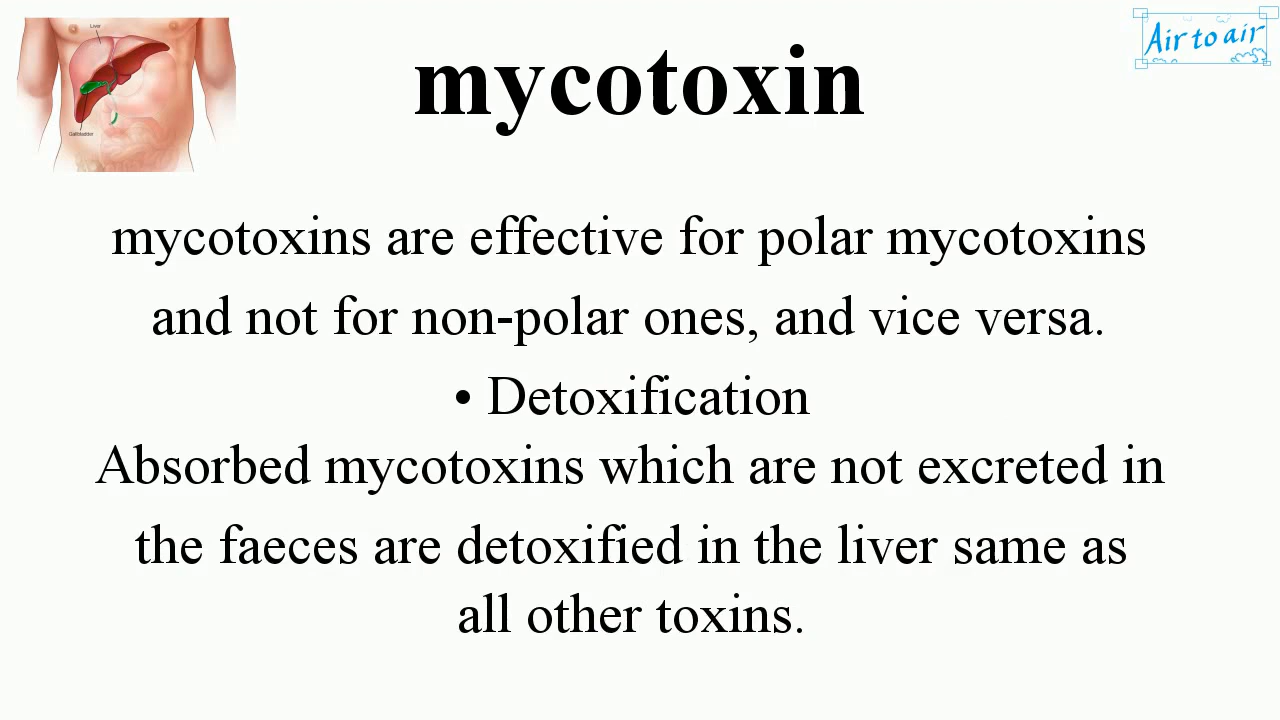 Liver
Gallbladder
Air to air
mycotoxin
mycotoxins are effective for polar mycotoxins
and not for non-polar ones, and vice versa.
• Detoxification
Absorbed mycotoxins which are not excreted in
the faeces are detoxified in the liver same as
all other toxins.